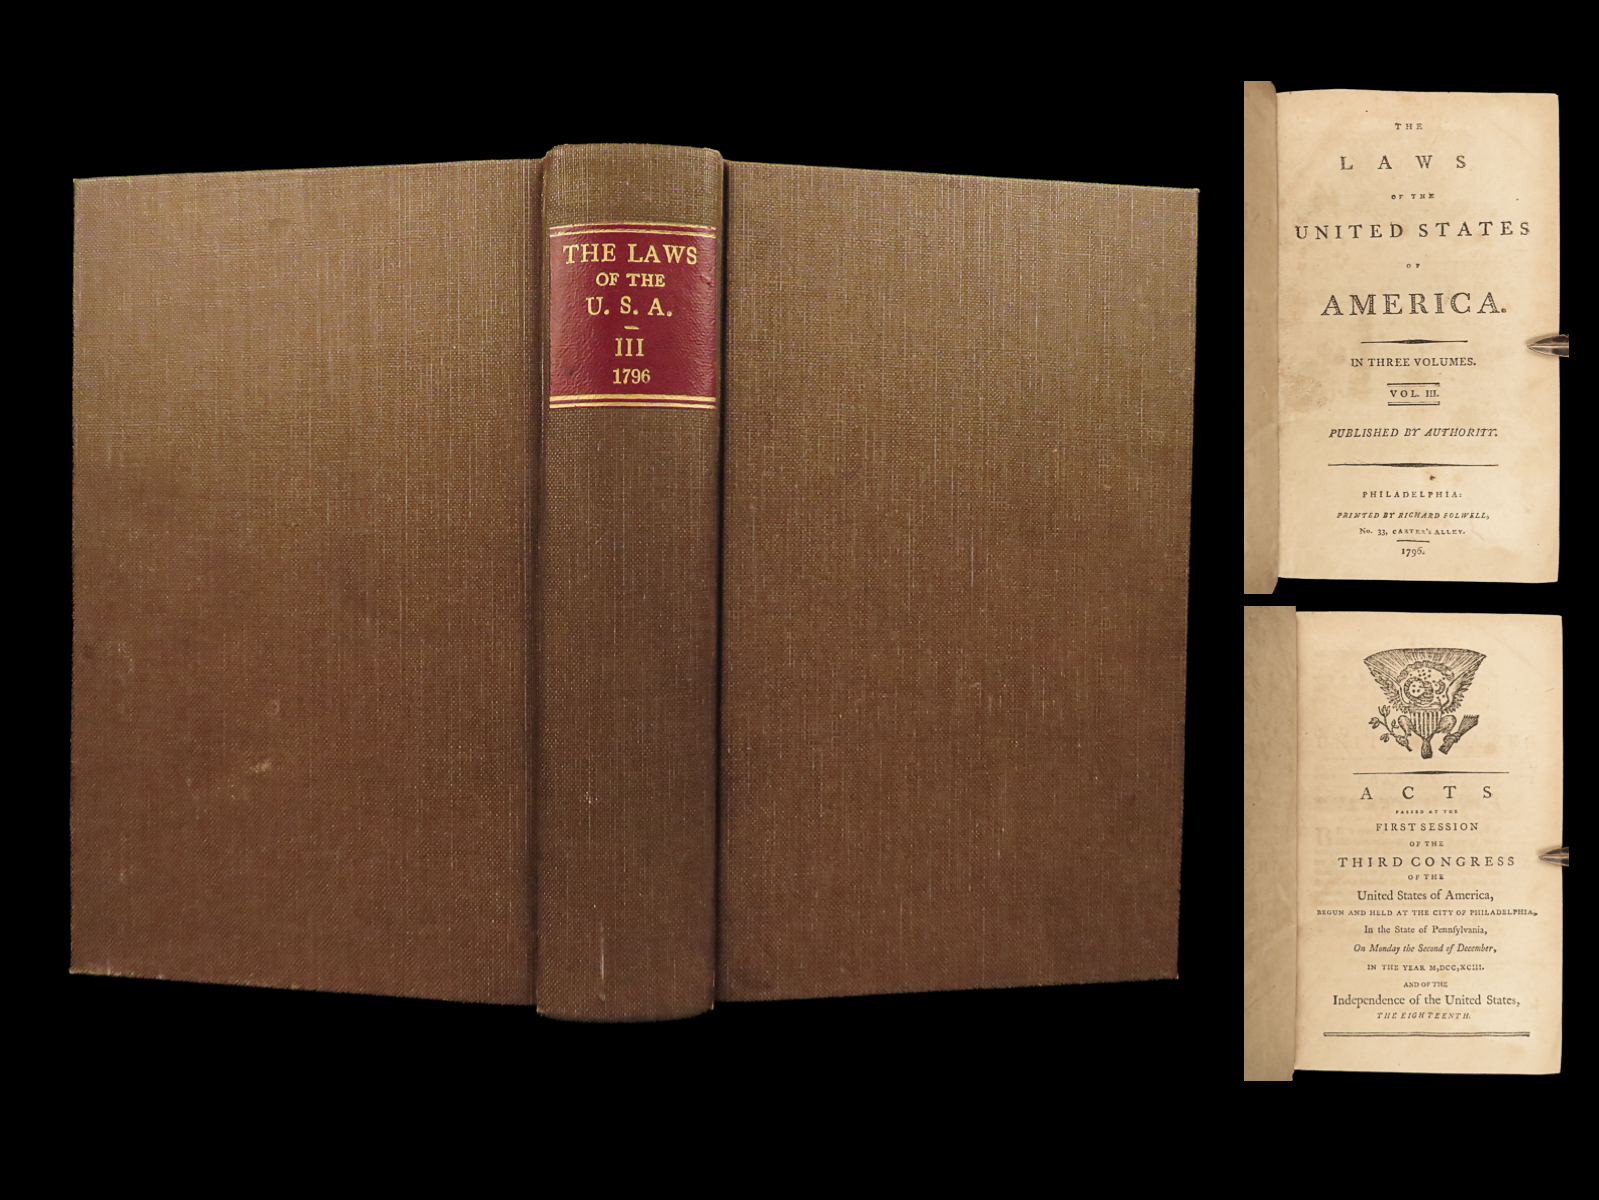 THE LAWS
OF THE
U. S. A.
III
1796
THE
LAWS
OF THE
UNITED STATES
OF
AMERICA.
IN THREE VOLUMES.
VOL. III.
PUBLISHED BY AUTHORITY.
PHILADELPHIA:
PRINTED BY RICHARD FOLWELL,
No. 33, CARTER'S ALLEY.
1796.
ACTS
PASSED AT THE
FIRST SESSION
OF THE
THIRD CONGRESS
OF THE
United States of America,
BEGUN AND HELD AT THE CITY OF PHILADELPHIA,
In the State of Pennſylvania,
On Monday the Second of December,
IN THE YEAR M,DCC,XCIII.
AND OF THE
Independence of the United States,
THE EIGHTEENTH.